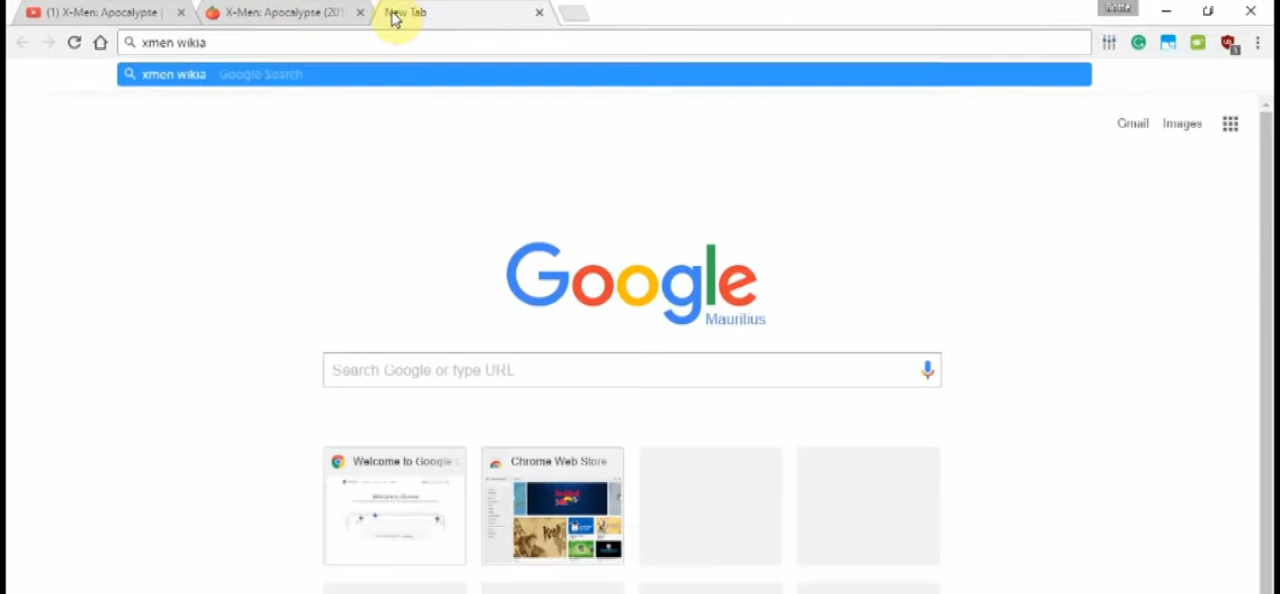 (1) X-Men: Apocalypse |
X-Men: Apocalypse (201
New Tab
xmen wikia
xmen wikia Google Search
Gmail Images
Google
Mauritius
Search Google or type URL
Welcome to Google C
Chrome Web Store